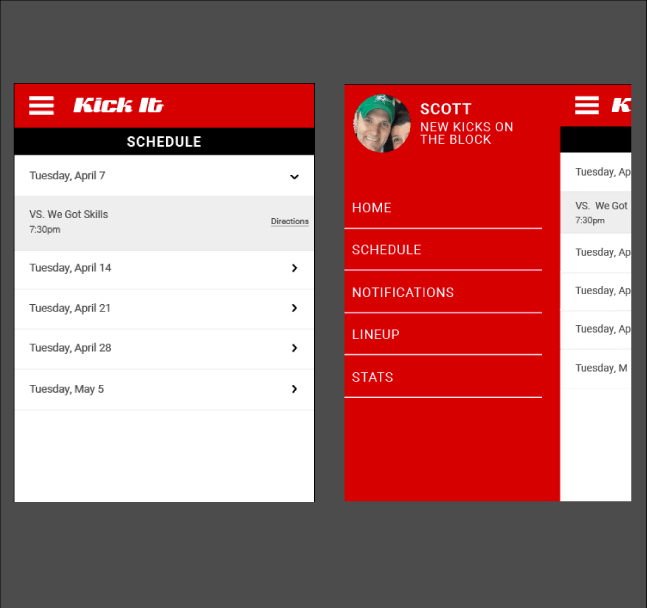 Kick It
SCHEDULE
Tuesday, April 7
VS. We Got Skills
7:30pm
Directions
Tuesday, April 14
Tuesday, April 21
Tuesday, April 28
Tuesday, May 5
SCOTT
NEW KICKS ON
THE BLOCK
HOME
SCHEDULE
NOTIFICATIONS
LINEUP
STATS
K
Tuesday, Ap
VS. We Got
7:30pm
Tuesday, Ap
Tuesday, Ap
Tuesday, Ap
Tuesday, M